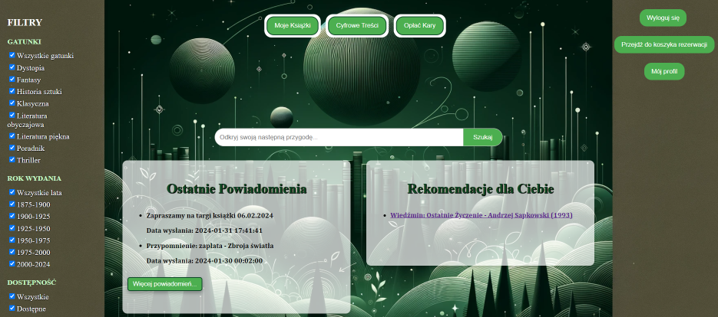 FILTRY
GATUNKI
Wszystkie gatunki
Dystopia
Fantasy
Historia sztuki
Klasyczna
Literatura
obyczajowa
Literatura piękna
Poradnik
Thriller
ROK WYDANIA
Wszystkie lata
1875-1900
1900-1925
1925-1950
1950-1975
1975-2000
2000-2024
DOSTĘPNOŚĆ
Wszystkie
Dostępne
Moje Książki
Cyfrowe Treści
Opłać Kary
Odkryj swoją następną przygodę...
Szukaj
Ostatnie Powiadomienia
Zapraszamy na targi książki 06.02.2024
Data wysłania: 2024-01-31 17:41:41
Przypomnienie: zapłata - Zbroja światła
Data wysłania: 2024-01-30 00:02:00
Więcej powiadomień...
Rekomendacje dla Ciebie
Wiedźmin: Ostatnie Życzenie - Andrzej Sapkowski (1993)
Wyloguj się
Przejdź do koszyka rezerwacji
Mój profil